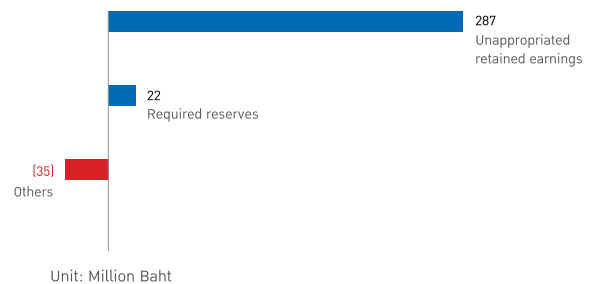 287
Unappropriated
retained earnings
22
Required reserves
(35)
Others
Unit: Million Baht